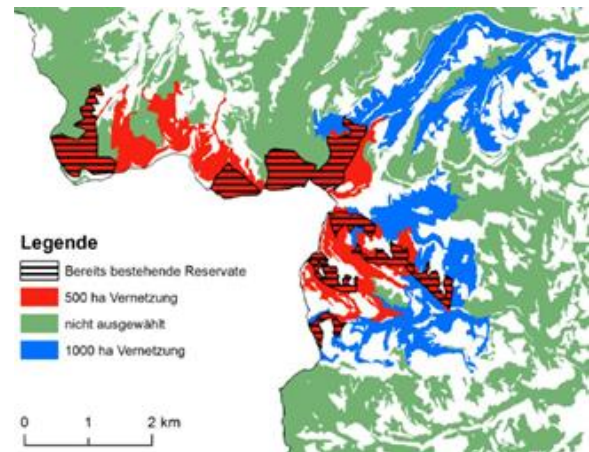 Legende
Bereits bestehende Reservate
500 ha Vernetzung
nicht ausgewählt
1000 ha Vernetzung
0 1 2 km